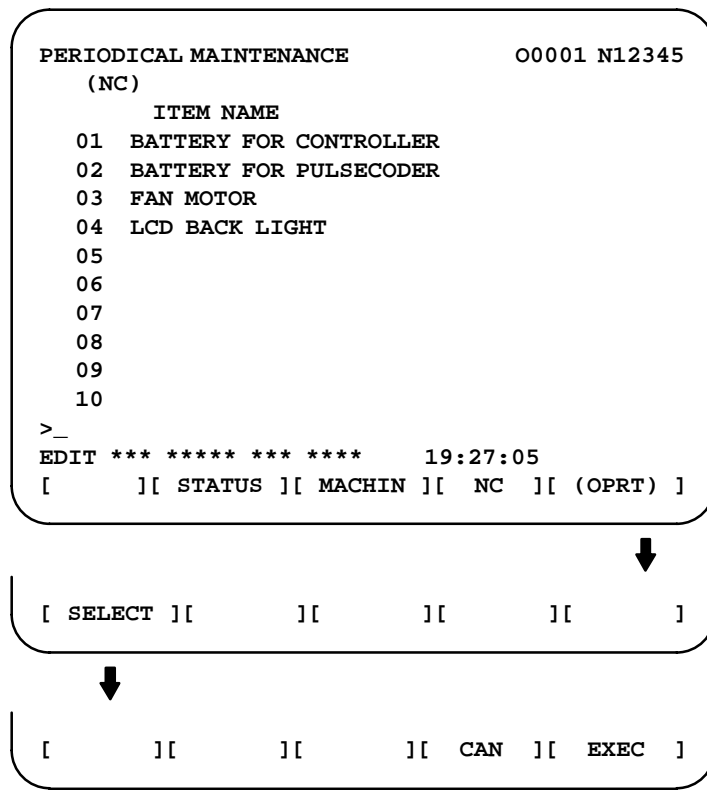 PERIODICAL MAINTENANCE O0001 N12345
(NC)
ITEM NAME
01 BATTERY FOR CONTROLLER
02 BATTERY FOR PULSECODER
03 FAN MOTOR
04 LCD BACK LIGHT
05
06
07
08
09
10
>_
EDIT *** ***** *** **** 19:27:05
[ ][ STATUS ][ MACHIN ][ NC ][ (OPRT) ]
[ SELECT ][ ][ ][ ][ ]
[ ][ ][ ][ CAN ][ EXEC ]